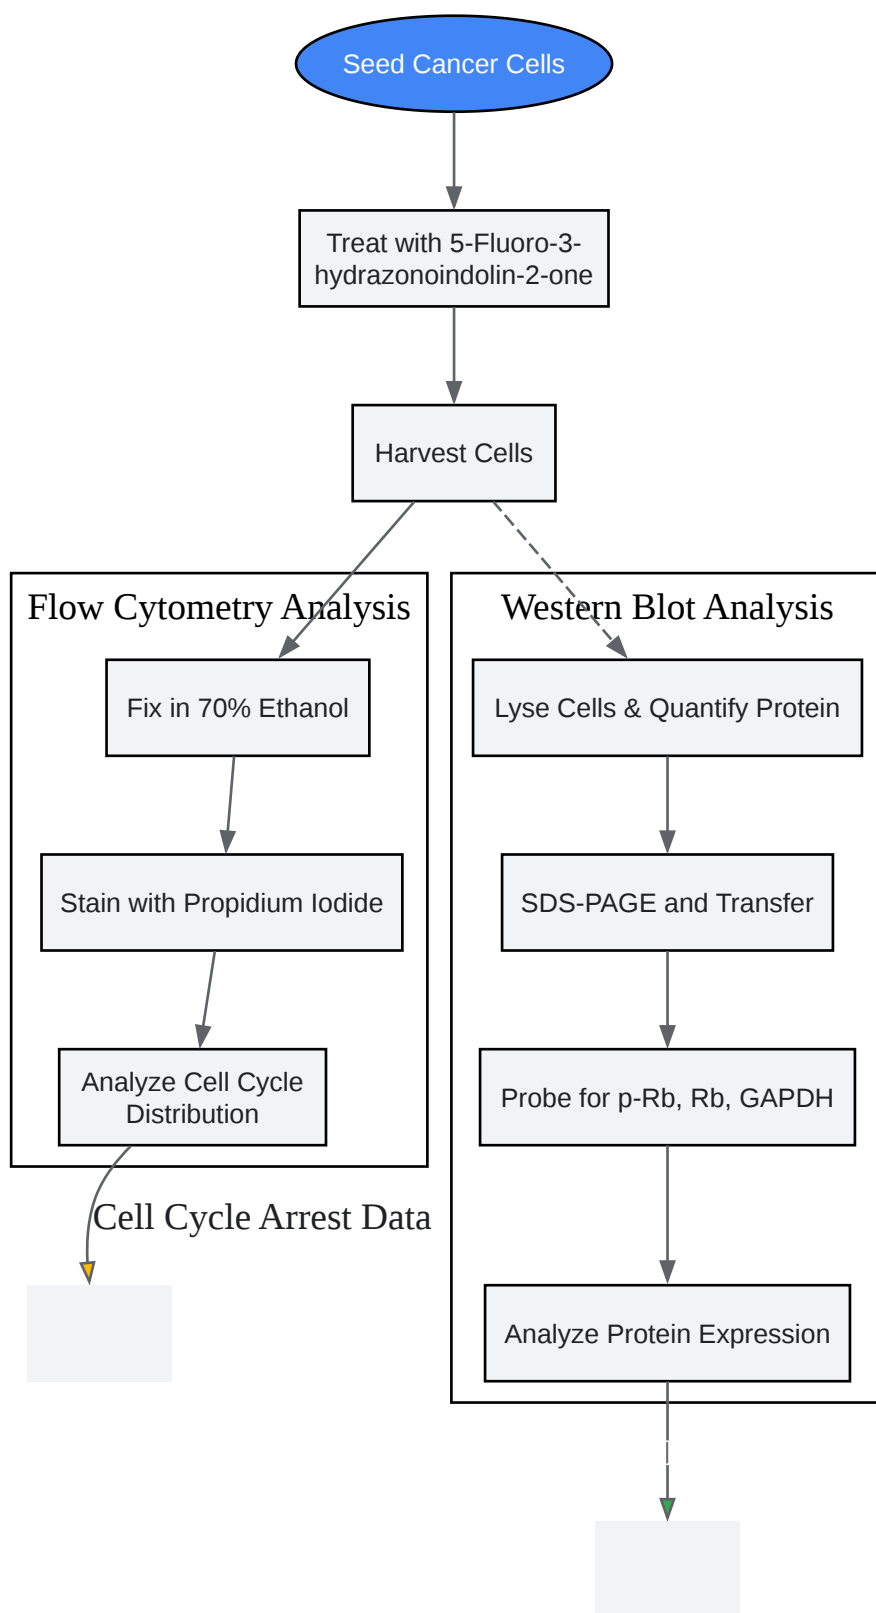 Seed Cancer Cells
Treat with 5-Fluoro-3-
hydrazonoindolin-2-one
Harvest Cells
Flow Cytometry Analysis
Fix in 70% Ethanol
Stain with Propidium Iodide
Analyze Cell Cycle
Distribution
Cell Cycle Arrest Data
Western Blot Analysis
Lyse Cells & Quantify Protein
SDS-PAGE and Transfer
Probe for p-Rb, Rb, GAPDH
Analyze Protein Expression